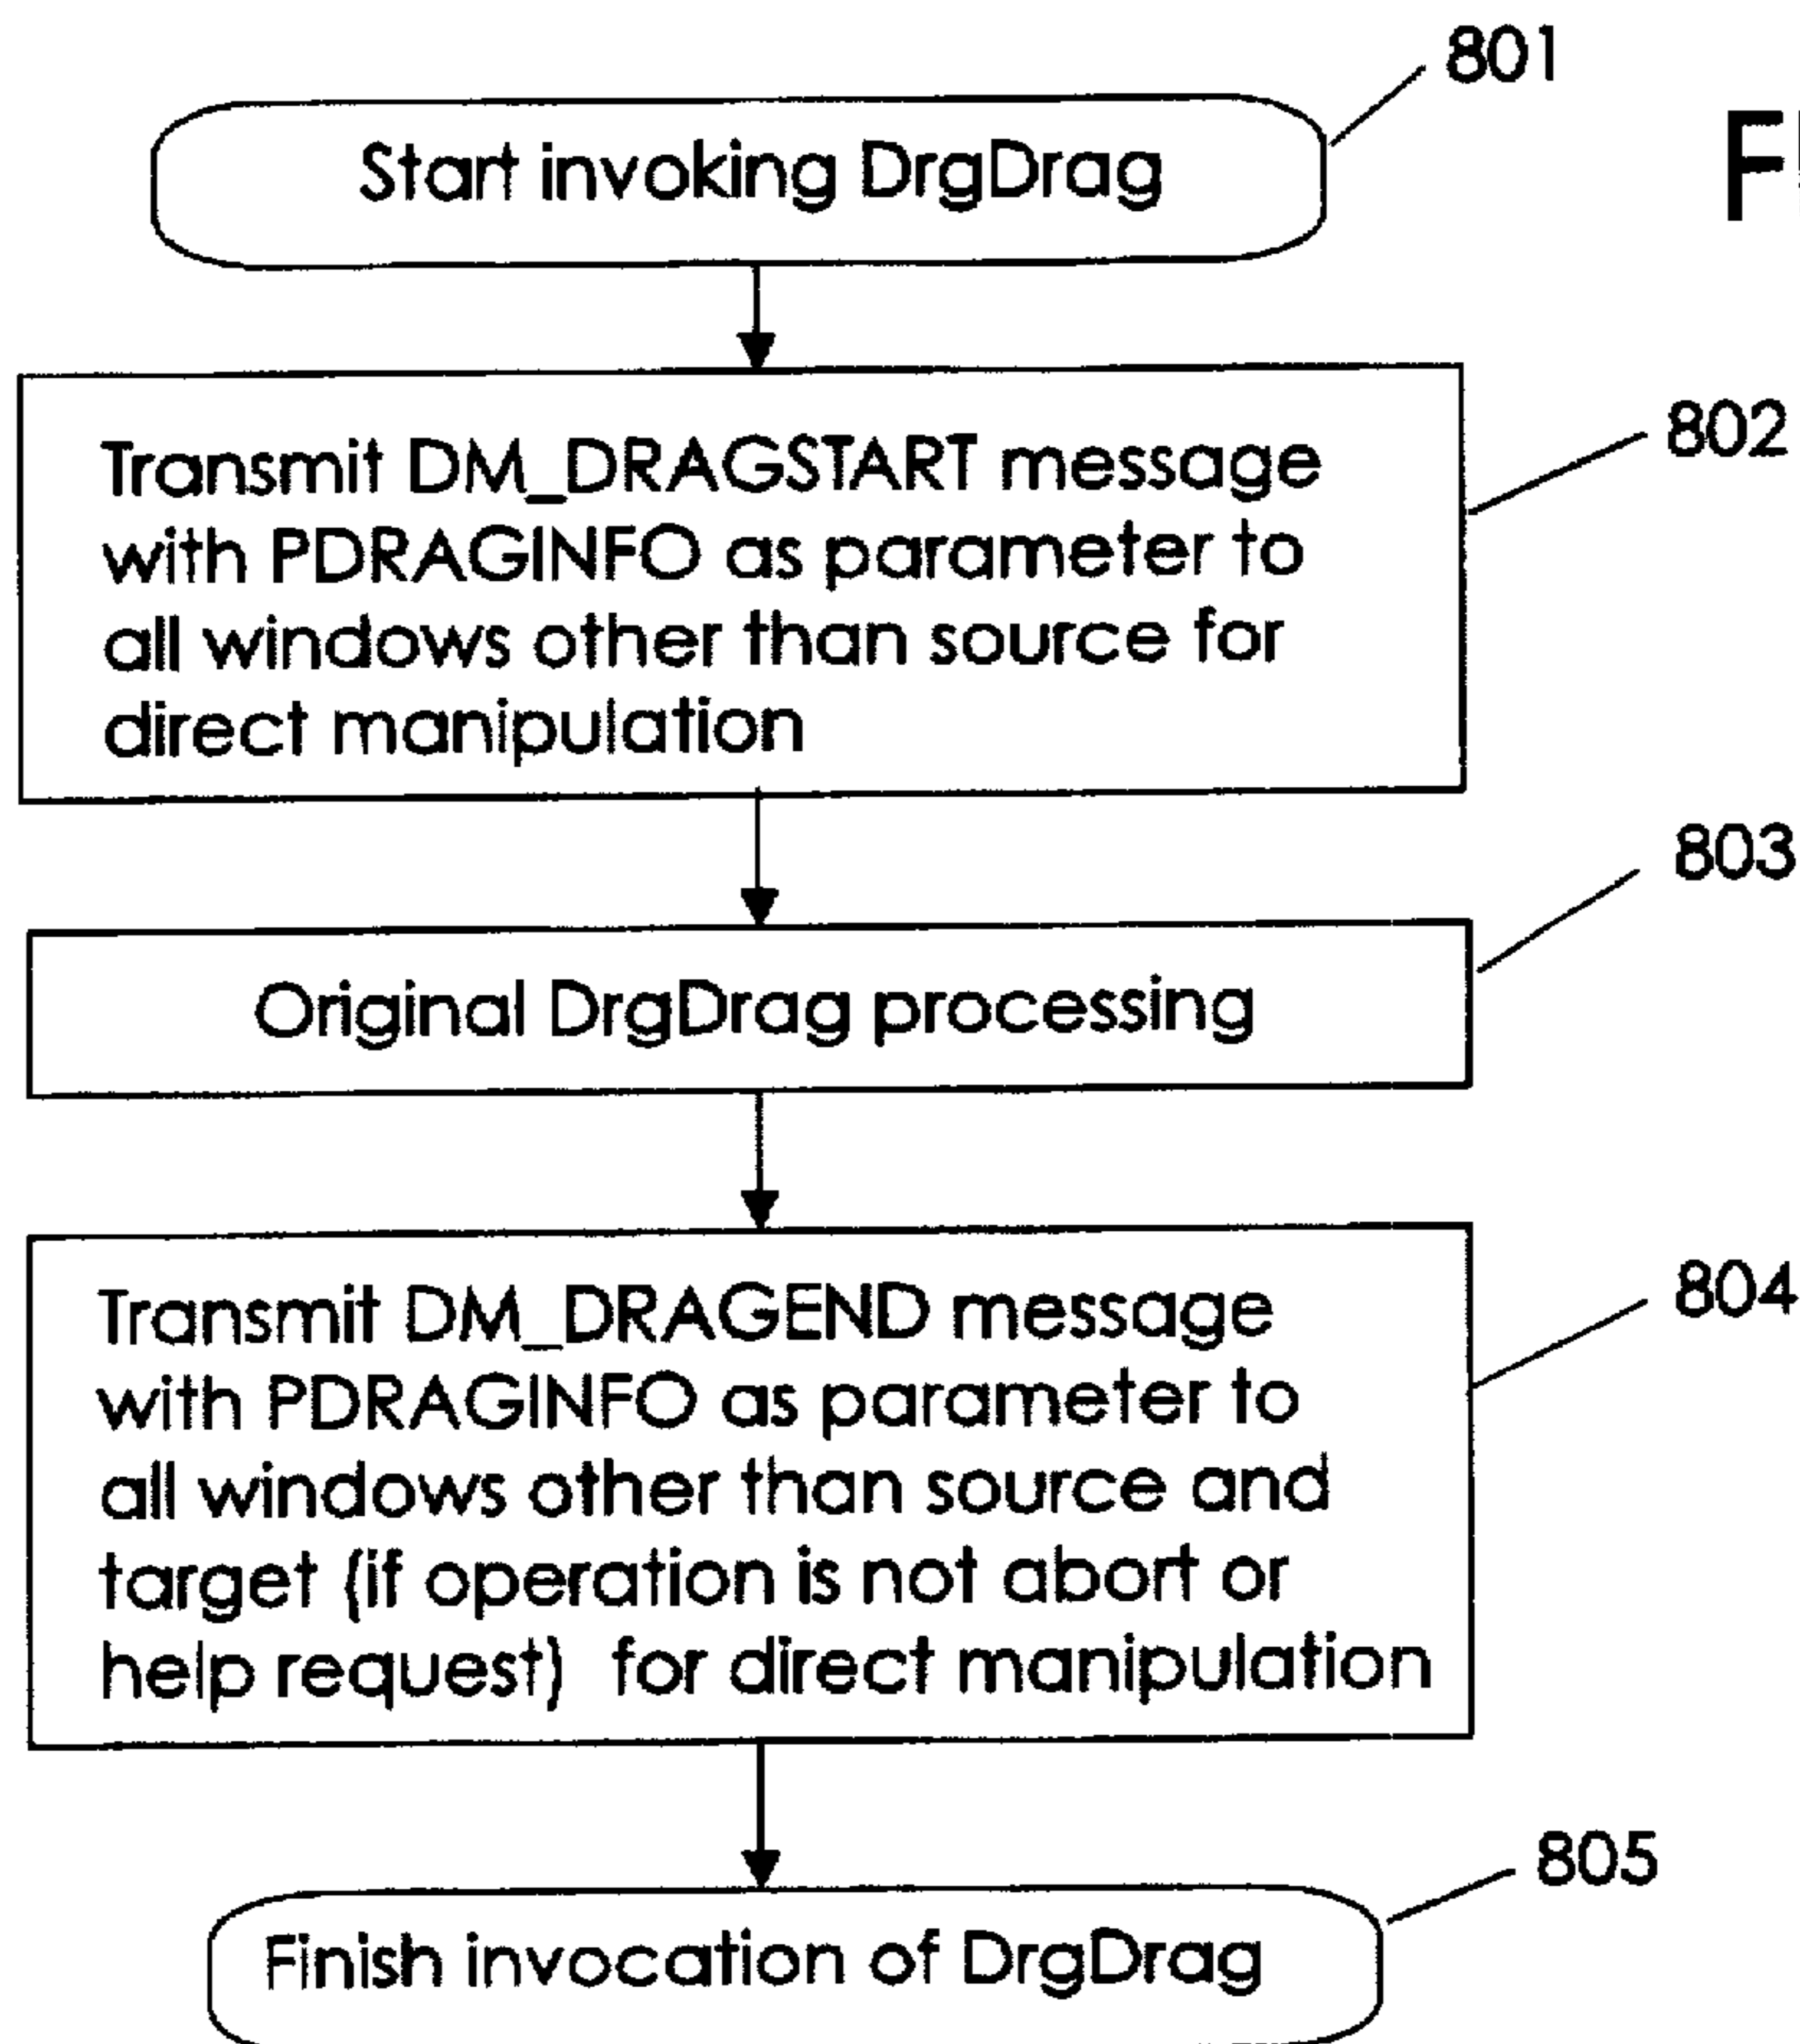 801
Start invoking DrgDrag
802
Transmit DM_DRAGSTART message
with PDRAGINFO as parameter to
all windows other than source for
direct manipulation
803
Original DrgDrag processing
804
Transmit DM_DRAGEND message
with PDRAGINFO as parameter to
all windows other than source and
target (if operation is not abort or
help request) for direct manipulation
805
Finish invocation of DrgDrag